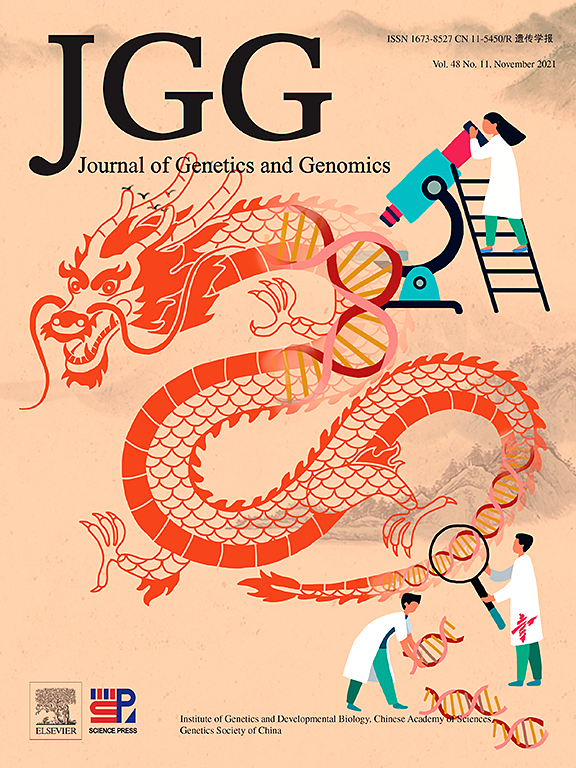 ISSN 1673-8527 CN 11-5450/R 遗传学报
Vol. 48 No. 11, November 2021
JGG
Journal of Genetics and Genomics
ELSEVIER
SCIENCE PRESS
Institute of Genetics and Developmental Biology, Chinese Academy of Sciences
Genetics Society of China